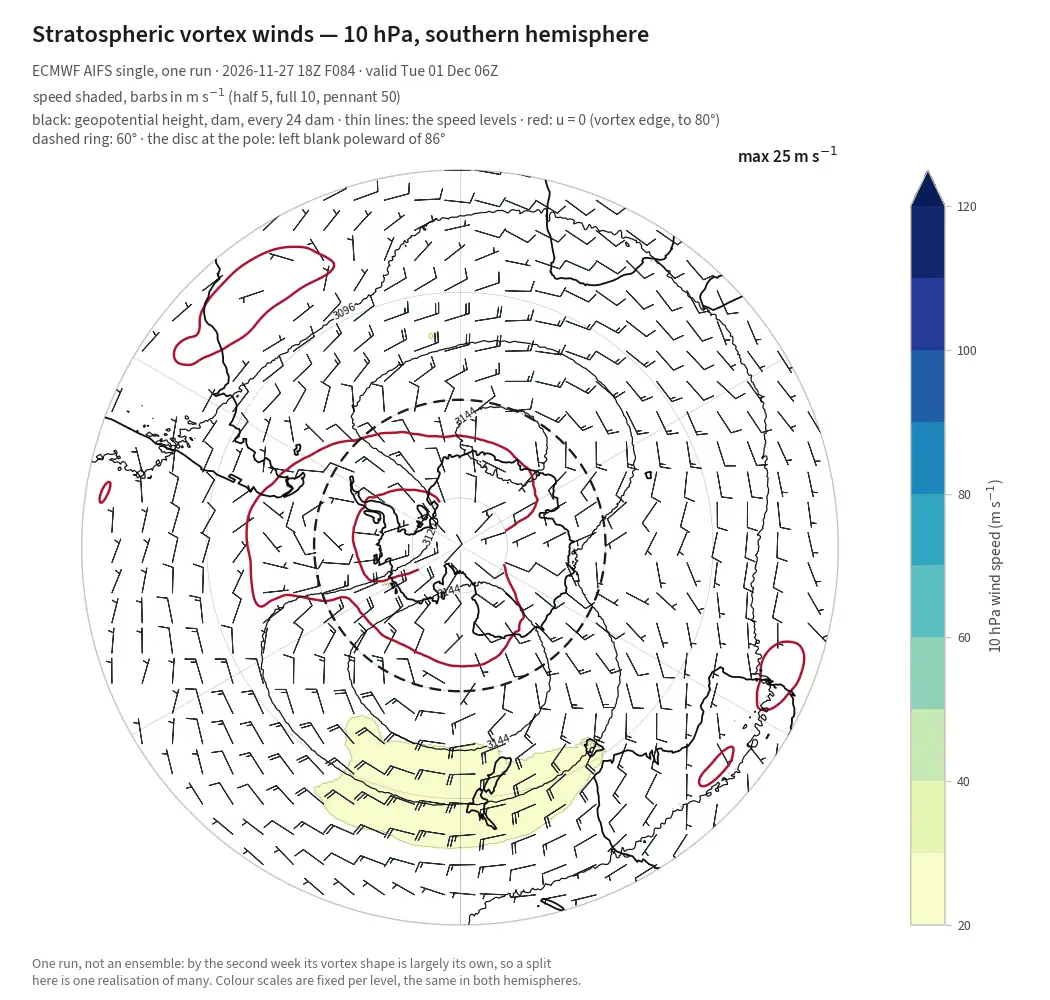 Stratospheric vortex winds — 10 hPa, southern hemisphere
ECMWF AIFS single, one run · 2026-11-27 18Z F084 · valid Tue 01 Dec 06Z
speed shaded, barbs in m s⁻¹ (half 5, full 10, pennant 50)
black: geopotential height, dam, every 24 dam · thin lines: the speed levels · red: u = 0 (vortex edge, to 80°)
dashed ring: 60° · the disc at the pole: left blank poleward of 86°
max 25 m s⁻¹
120
100
80
60
40
20
10 hPa wind speed (m s⁻¹)
3096
3144
3120
3144
3144
One run, not an ensemble: by the second week its vortex shape is largely its own, so a split
here is one realisation of many. Colour scales are fixed per level, the same in both hemispheres.